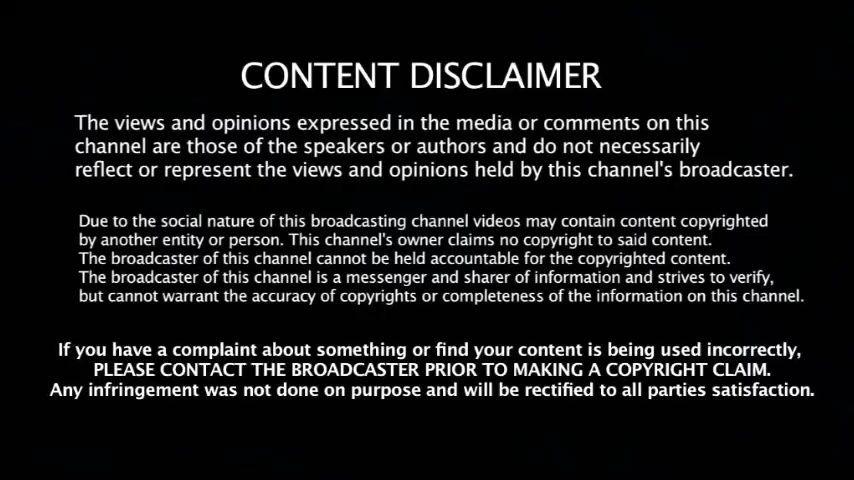 CONTENT DISCLAIMER
The views and opinions expressed in the media or comments on this
channel are those of the speakers or authors and do not necessarily
reflect or represent the views and opinions held by this channel's broadcaster.
Due to the social nature of this broadcasting channel videos may contain content copyrighted
by another entity or person. This channel's owner claims no copyright to said content.
The broadcaster of this channel cannot be held accountable for the copyrighted content.
The broadcaster of this channel is a messenger and sharer of information and strives to verify,
but cannot warrant the accuracy of copyrights or completeness of the information on this channel.
If you have a complaint about something or find your content is being used incorrectly,
PLEASE CONTACT THE BROADCASTER PRIOR TO MAKING A COPYRIGHT CLAIM.
Any infringement was not done on purpose and will be rectified to all parties satisfaction.